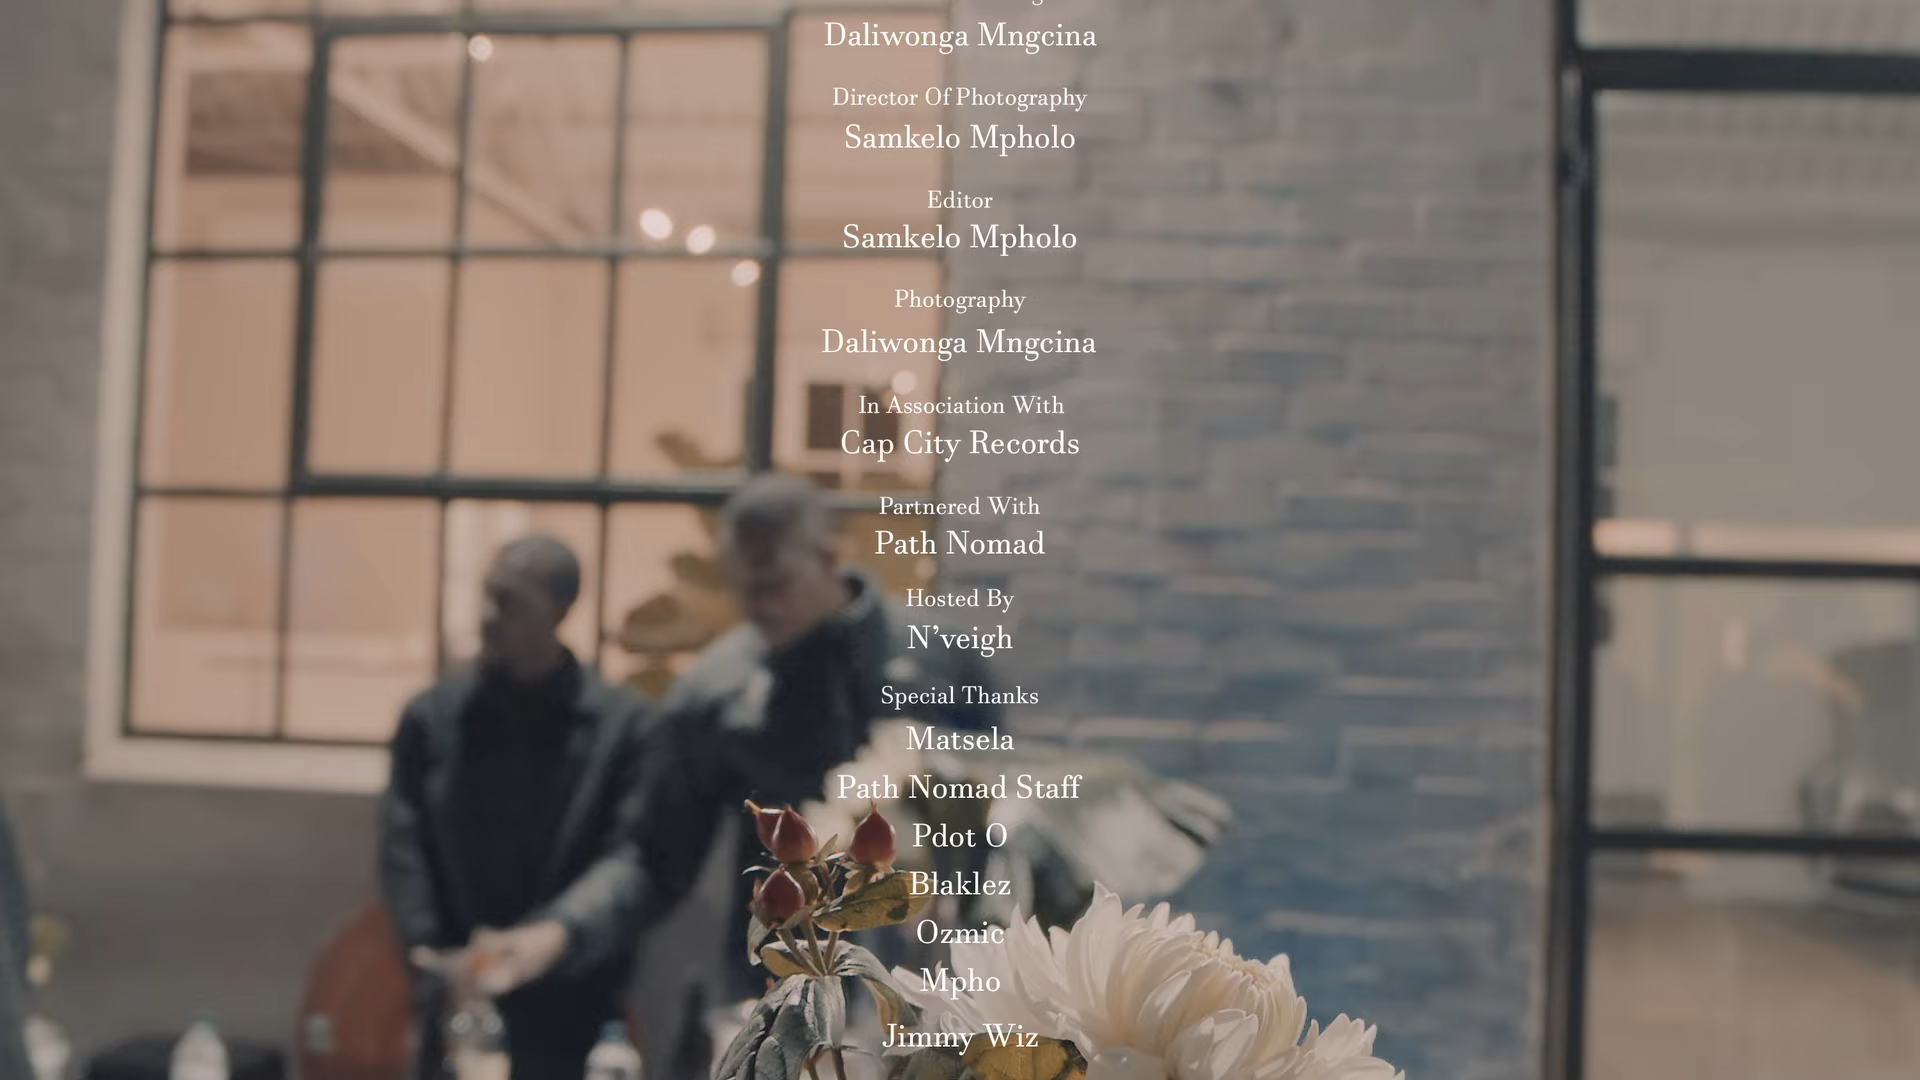 Daliwonga Mngcina
Director Of Photography
Samkelo Mpholo
Editor
Samkelo Mpholo
Photography
Daliwonga Mngcina
In Association With
Cap City Records
Partnered With
Path Nomad
Hosted By
N’veigh
Special Thanks
Matsela
Path Nomad Staff
Pdot O
Blaklez
Ozmic
Mpho
Jimmy Wiz